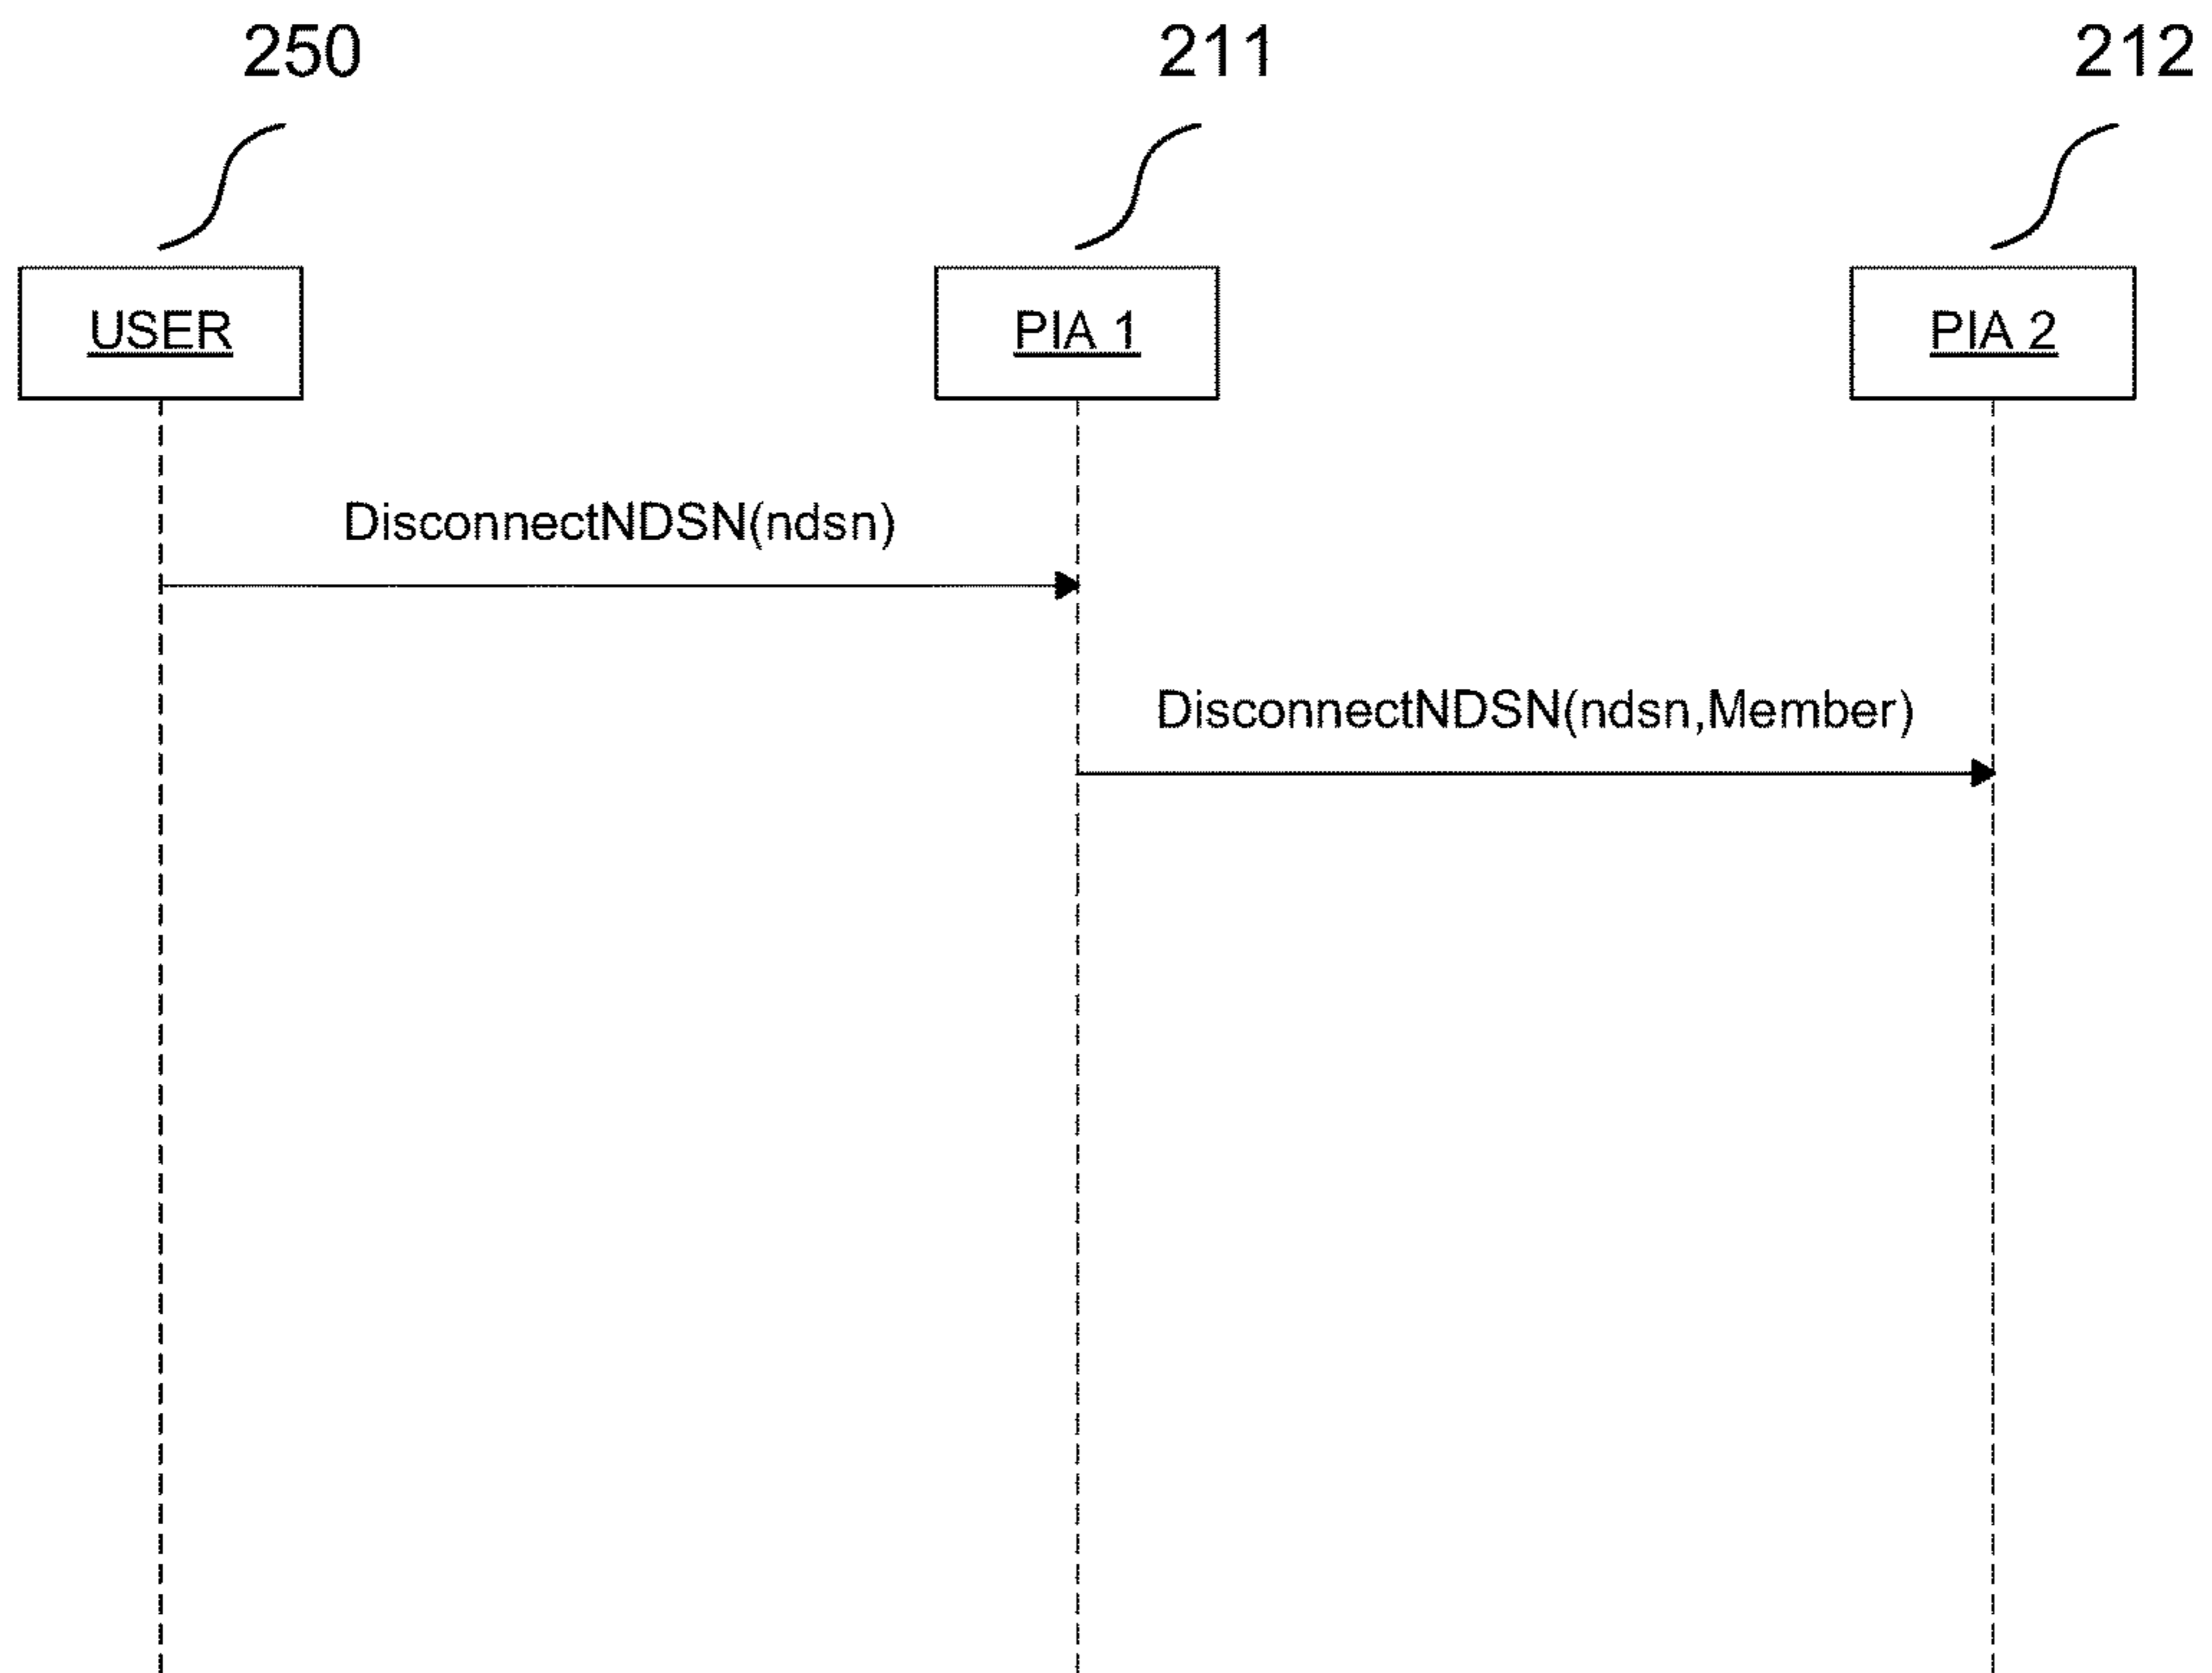 250
211
212
USER
PIA 1
PIA 2
DisconnectNDSN(ndsn)
DisconnectNDSN(ndsn,Member)